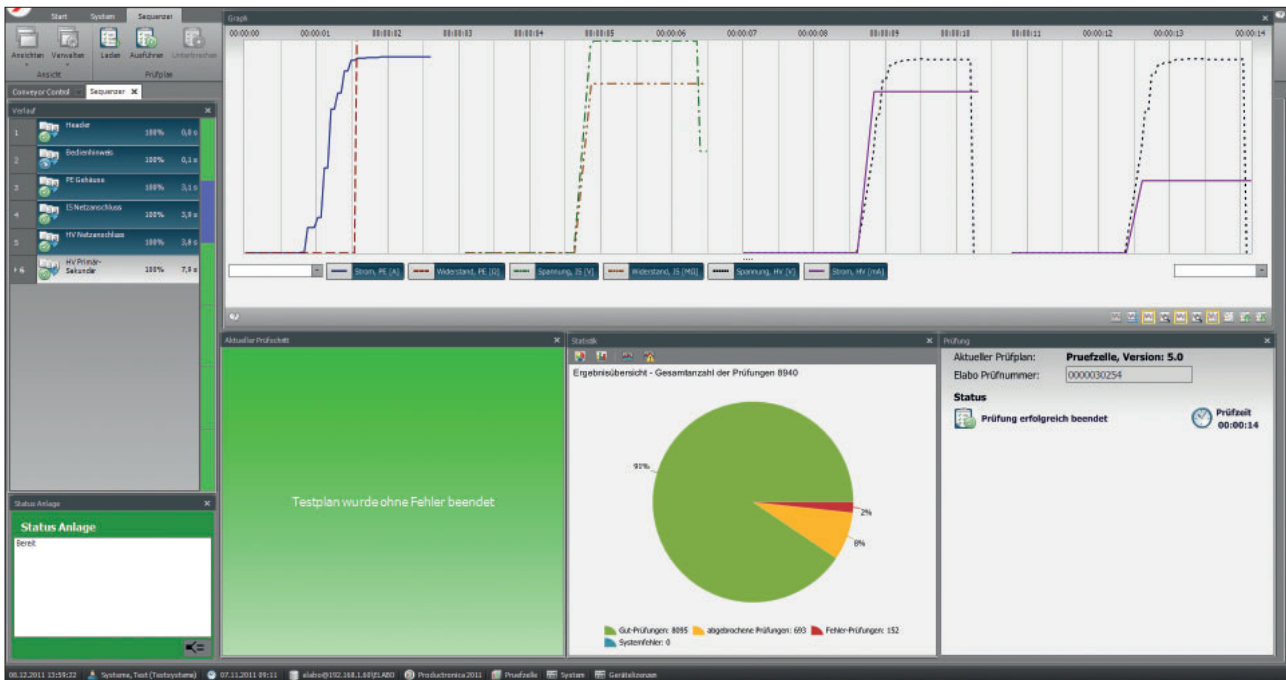 Start System Sequenzer
Ansichten Verwalten Laden Ausführen Unterbrechen
Ansicht Prüfplan
Conveyor Control Sequenzer
Verlauf
1 Header 100% 0,0 s
2 Bedienhinweis 100% 0,1 s
3 PE Gehäuse 100% 3,1 s
4 IS Netzanschluss 100% 3,9 s
5 HV Netzanschluss 100% 3,8 s
6 HV Primär-
Sekundär 100% 7,9 s
Status Anlage
Status Anlage
Bereit
Graph
00:00:00 00:00:01 00:00:02 00:00:03 00:00:04 00:00:05 00:00:06 00:00:07 00:00:08 00:00:09 00:00:10 00:00:11 00:00:12 00:00:13 00:00:14
Strom, PE [A] Widerstand, PE [Ω] Spannung, IS [V] Widerstand, IS [MΩ] Spannung, HV [V] Strom, HV [mA]
Aktueller Prüfschritt
Testplan wurde ohne Fehler beendet
Statistik
Ergebnisübersicht - Gesamtanzahl der Prüfungen 8940
91%
2%
8%
Gut-Prüfungen: 8095 abgebrochene Prüfungen: 693 Fehler-Prüfungen: 152
Systemfehler: 0
Prüfung
Aktueller Prüfplan: Pruefzelle, Version: 5.0
Elabo Prüfnummer: 0000030254
Status
Prüfung erfolgreich beendet
Prüfzeit
00:00:14
06.12.2011 13:59:22 Systeme, Test (Testsysteme) 07.11.2011 09:11 elabo@192.168.1.60\ELABO Productronica 2011 Pruefzelle System Gerätelizenzen